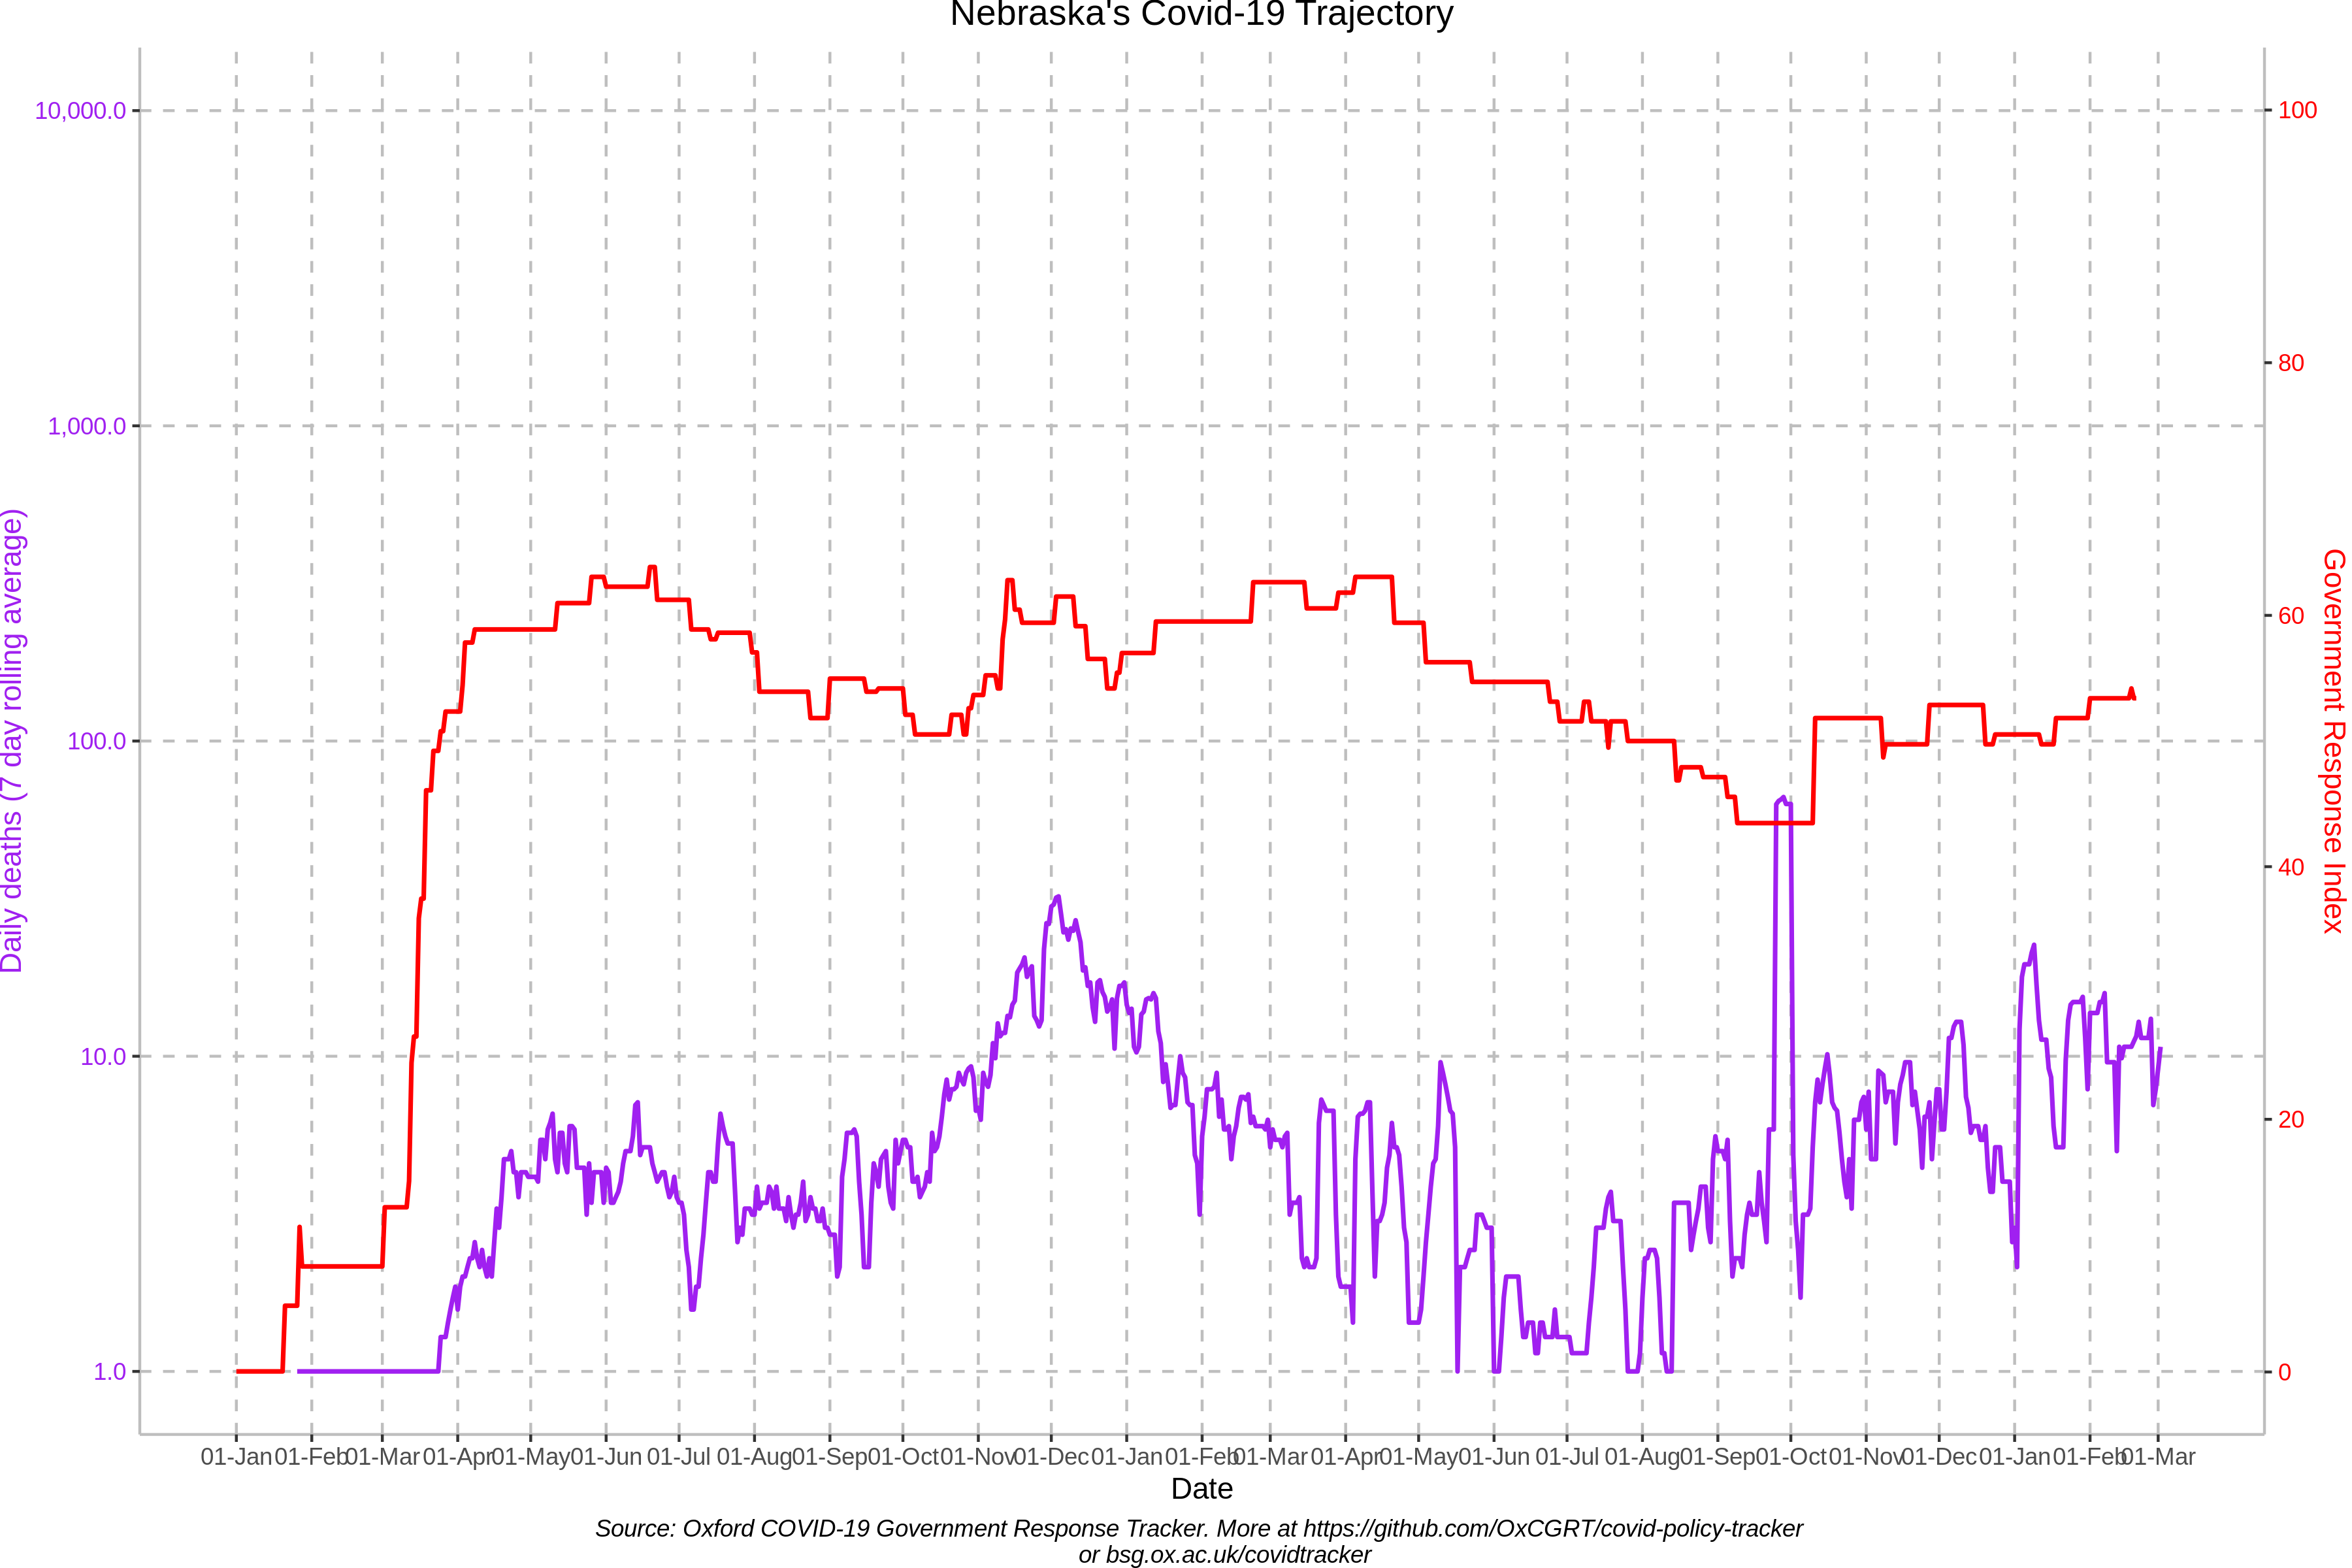 Nebraska's Covid-19 Trajectory
10,000.0
1,000.0
100.0
10.0
1.0
Daily deaths (7 day rolling average)
100
80
60
40
20
0
Government Response Index
01-Jan 01-Feb 01-Mar 01-Apr 01-May 01-Jun 01-Jul 01-Aug 01-Sep 01-Oct 01-Nov 01-Dec 01-Jan 01-Feb 01-Mar 01-Apr 01-May 01-Jun 01-Jul 01-Aug 01-Sep 01-Oct 01-Nov 01-Dec 01-Jan 01-Feb 01-Mar
Date
Source: Oxford COVID-19 Government Response Tracker. More at https://github.com/OxCGRT/covid-policy-tracker
or bsg.ox.ac.uk/covidtracker